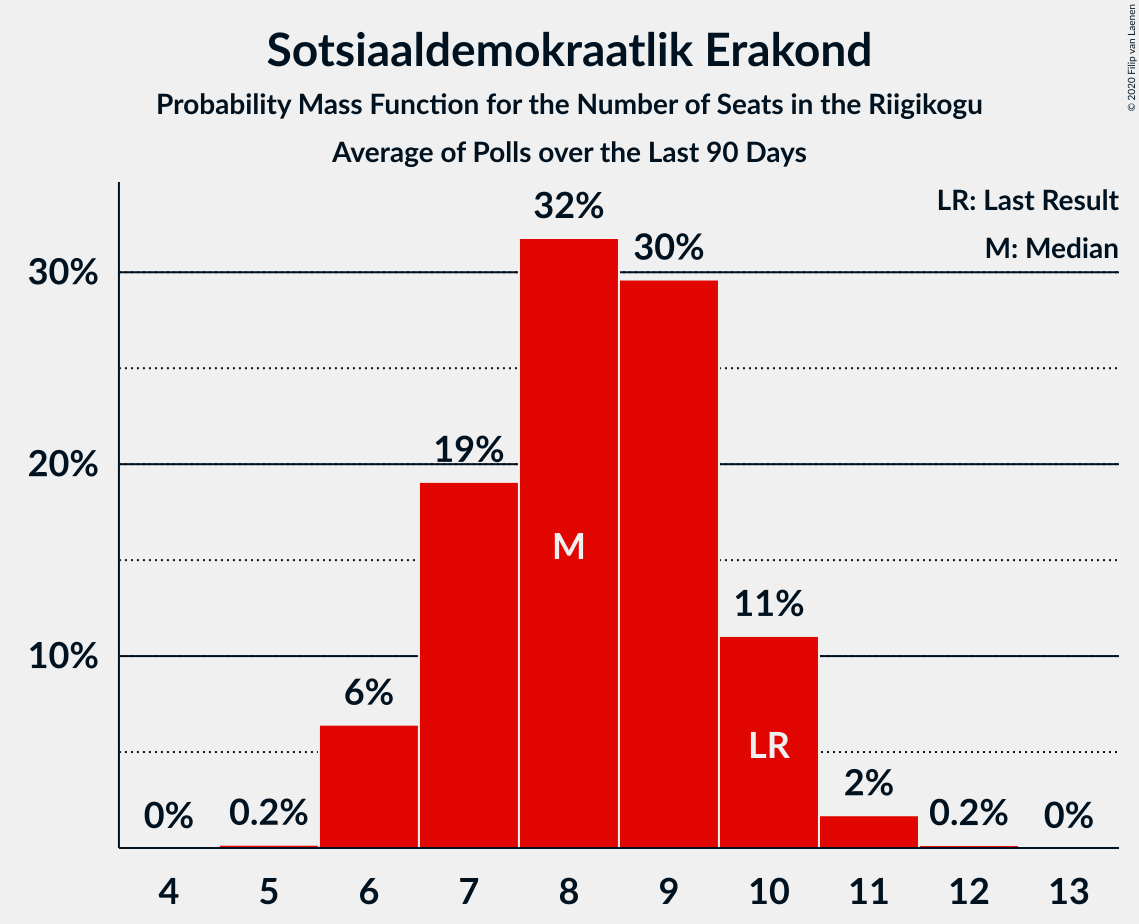 Sotsiaaldemokraatlik Erakond
Probability Mass Function for the Number of Seats in the Riigikogu
Average of Polls over the Last 90 Days
© 2020 Filip van Laenen
LR: Last Result
M: Median
32%
30%
30%
20%
19%
M
11%
10%
6%
LR
2%
0%
0.2%
0.2%
0%
4 5 6 7 8 9 10 11 12 13